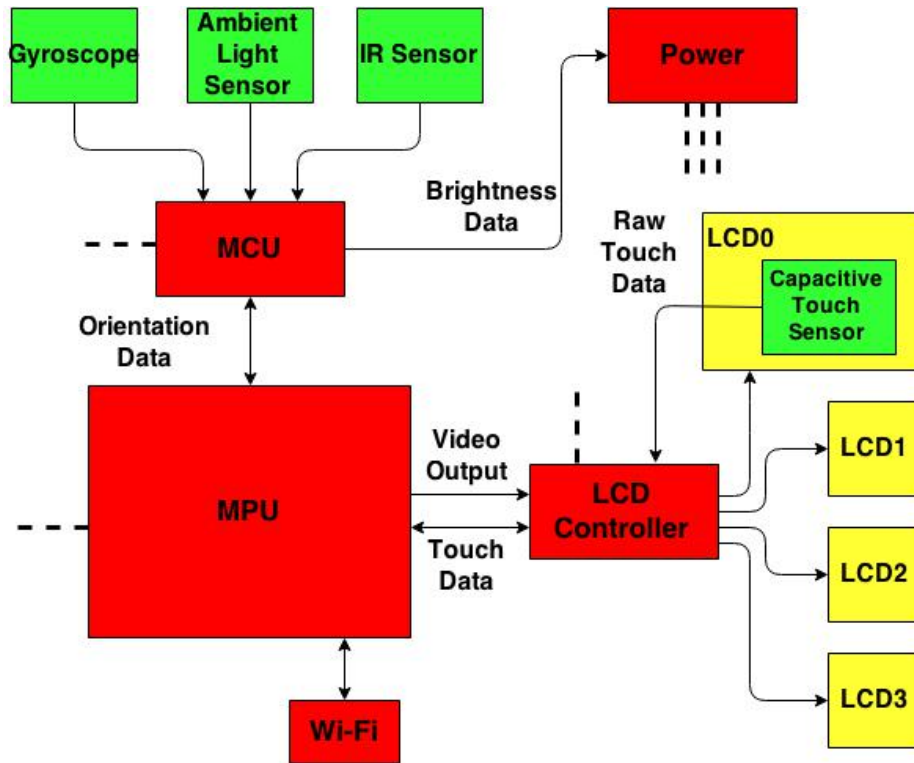 Gyroscope
Ambient
Light
Sensor
IR Sensor
Power
Brightness
Data
Raw
Touch
Data
LCD0
Capacitive
Touch
Sensor
MCU
Orientation
Data
MPU
Video
Output
Touch
Data
LCD
Controller
LCD1
LCD2
LCD3
Wi-Fi